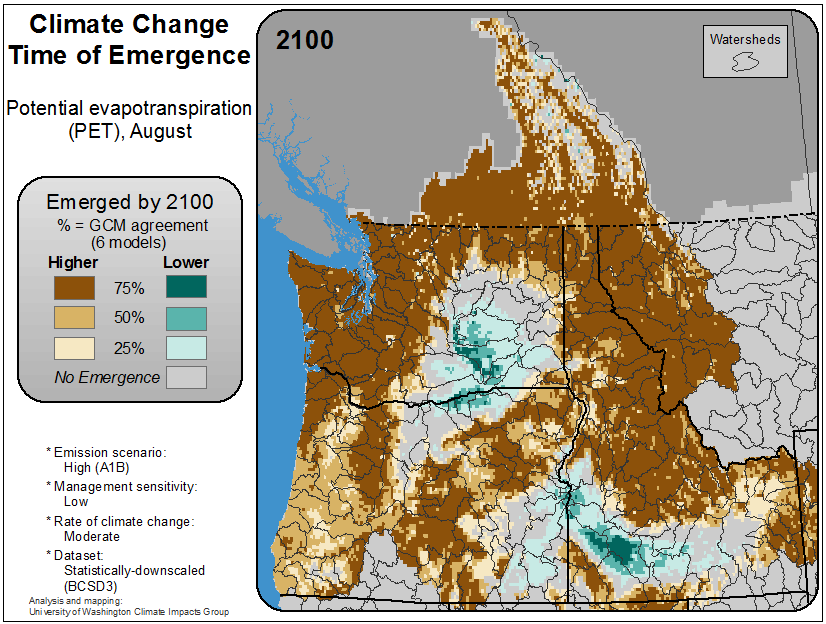 Climate Change
Time of Emergence
Potential evapotranspiration
(PET), August
Emerged by 2100
% = GCM agreement
(6 models)
Higher Lower
75%
50%
25%
No Emergence
* Emission scenario:
High (A1B)
* Management sensitivity:
Low
* Rate of climate change:
Moderate
* Dataset:
Statistically-downscaled
(BCSD3)
Analysis and mapping:
University of Washington Climate Impacts Group
2100
Watersheds